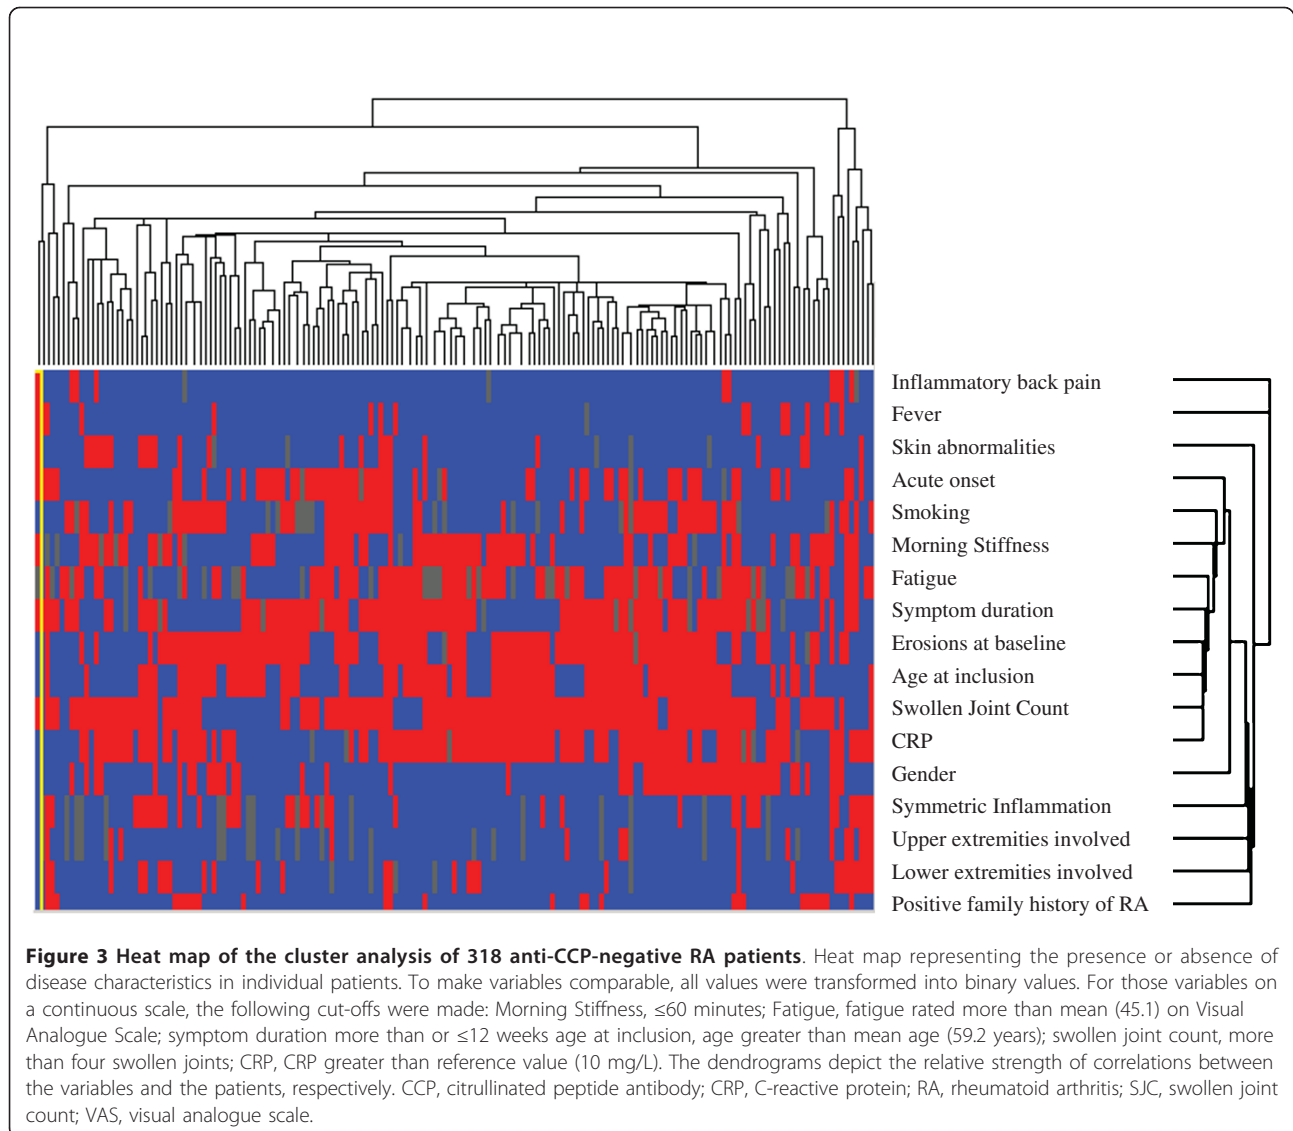 Inflammatory back pain
Fever
Skin abnormalities
Acute onset
Smoking
Morning Stiffness
Fatigue
Symptom duration
Erosions at baseline
Age at inclusion
Swollen Joint Count
CRP
Gender
Symmetric Inflammation
Upper extremities involved
Lower extremities involved
Positive family history of RA
Figure 3 Heat map of the cluster analysis of 318 anti-CCP-negative RA patients. Heat map representing the presence or absence of
disease characteristics in individual patients. To make variables comparable, all values were transformed into binary values. For those variables on
a continuous scale, the following cut-offs were made: Morning Stiffness, ≤60 minutes; Fatigue, fatigue rated more than mean (45.1) on Visual
Analogue Scale; symptom duration more than or ≤12 weeks age at inclusion, age greater than mean age (59.2 years); swollen joint count, more
than four swollen joints; CRP, CRP greater than reference value (10 mg/L). The dendrograms depict the relative strength of correlations between
the variables and the patients, respectively. CCP, citrullinated peptide antibody; CRP, C-reactive protein; RA, rheumatoid arthritis; SJC, swollen joint
count; VAS, visual analogue scale.